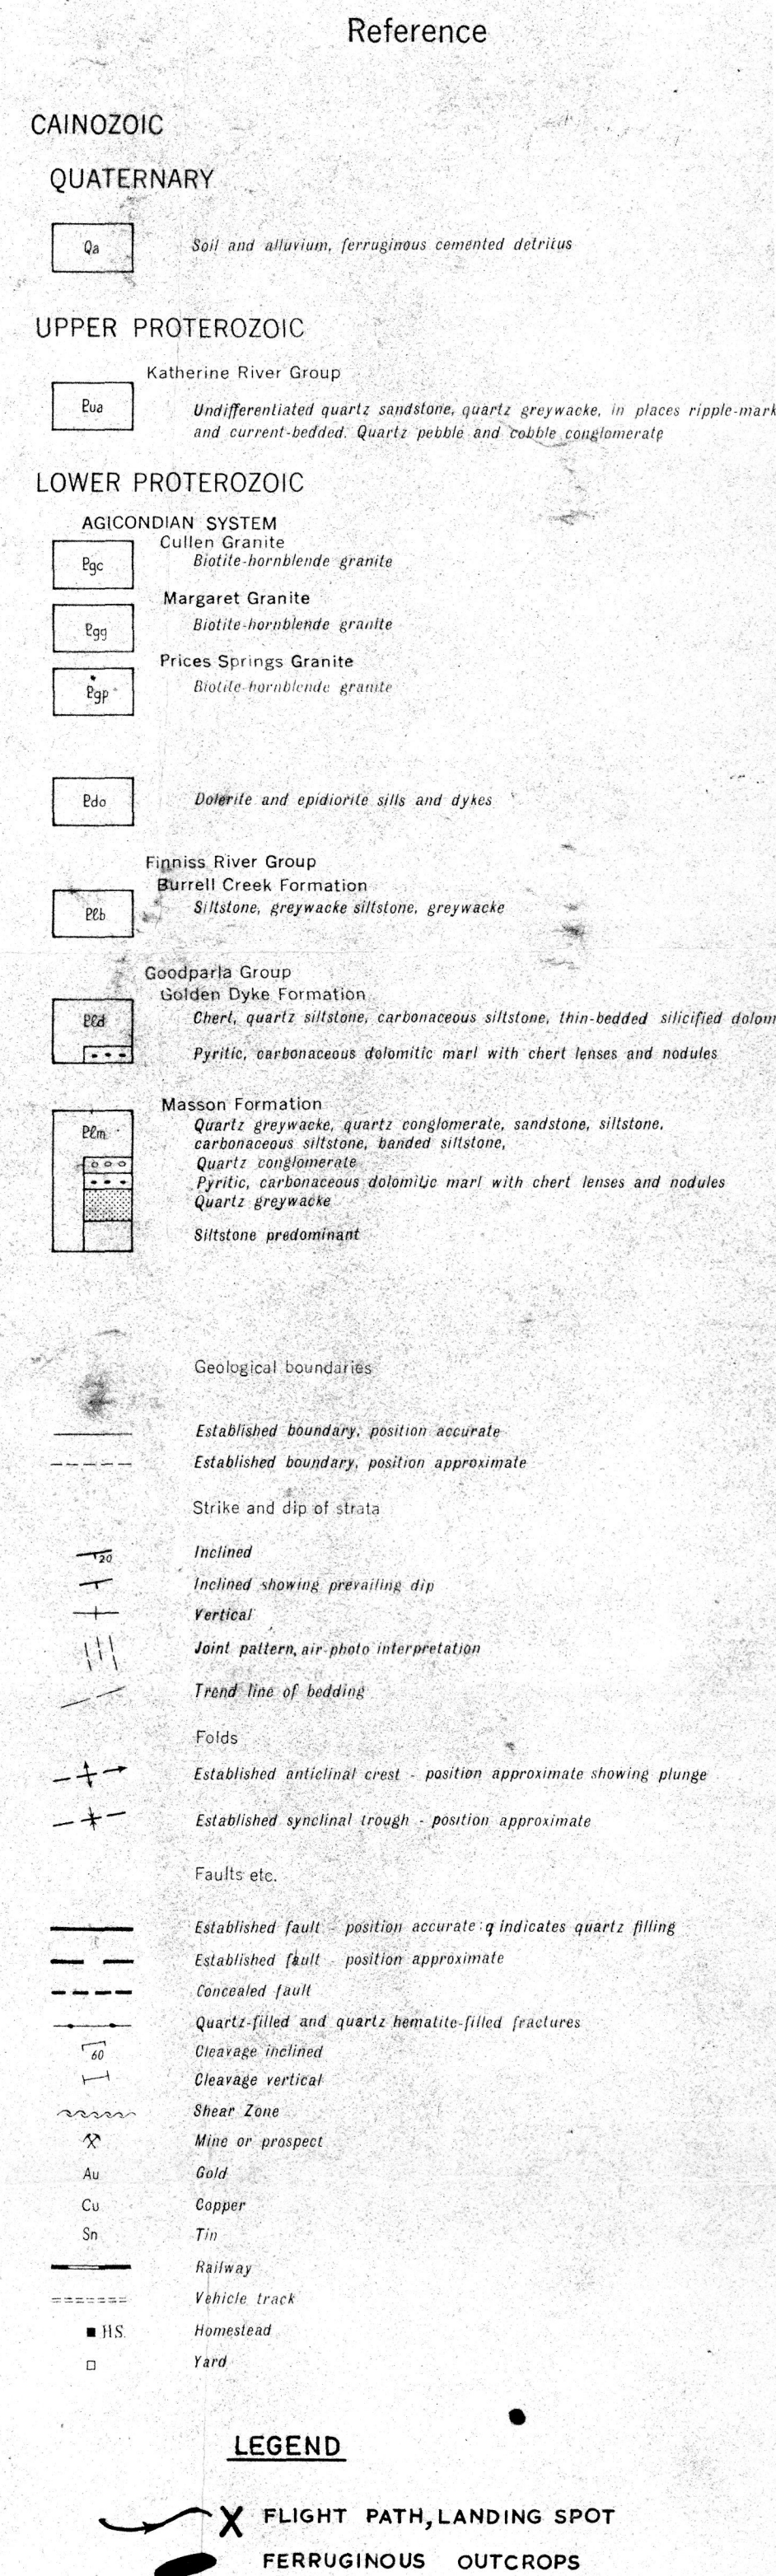 Reference
CAINOZOIC
QUATERNARY
Qa
Soil and alluvium, ferruginous cemented detritus
UPPER PROTEROZOIC
Katherine River Group
Pua
Undifferentiated quartz sandstone, quartz greywacke, in places ripple-mark
and current-bedded. Quartz pebble and cobble conglomerate
LOWER PROTEROZOIC
AGICONDIAN SYSTEM
Cullen Granite
Pgc
Biotite-hornblende granite
Margaret Granite
Pgg
Biotite-hornblende granite
Prices Springs Granite
Pgp
Biotite-hornblende granite
Pdo
Dolerite and epidiorite sills and dykes
Finniss River Group
Burrell Creek Formation
Plb
Siltstone, greywacke siltstone, greywacke
Goodparla Group
Golden Dyke Formation
Pld
Chert, quartz siltstone, carbonaceous siltstone, thin-bedded silicified dolom
Pyritic, carbonaceous dolomitic marl with chert lenses and nodules
Masson Formation
Plm
Quartz greywacke, quartz conglomerate, sandstone, siltstone,
carbonaceous siltstone, banded siltstone,
Quartz conglomerate
Pyritic, carbonaceous dolomitic marl with chert lenses and nodules
Quartz greywacke
Siltstone predominant
Geological boundaries
Established boundary, position accurate
Established boundary, position approximate
Strike and dip of strata
20 Inclined
Inclined showing prevailing dip
Vertical
Joint pattern, air-photo interpretation
Trend line of bedding
Folds
Established anticlinal crest - position approximate showing plunge
Established synclinal trough - position approximate
Faults etc.
Established fault - position accurate: q indicates quartz filling
Established fault - position approximate
Concealed fault
Quartz-filled and quartz hematite-filled fractures
60 Cleavage inclined
Cleavage vertical
Shear Zone
Mine or prospect
Au Gold
Cu Copper
Sn Tin
Railway
Vehicle track
HS. Homestead
Yard
LEGEND
X FLIGHT PATH, LANDING SPOT
FERRUGINOUS OUTCROPS